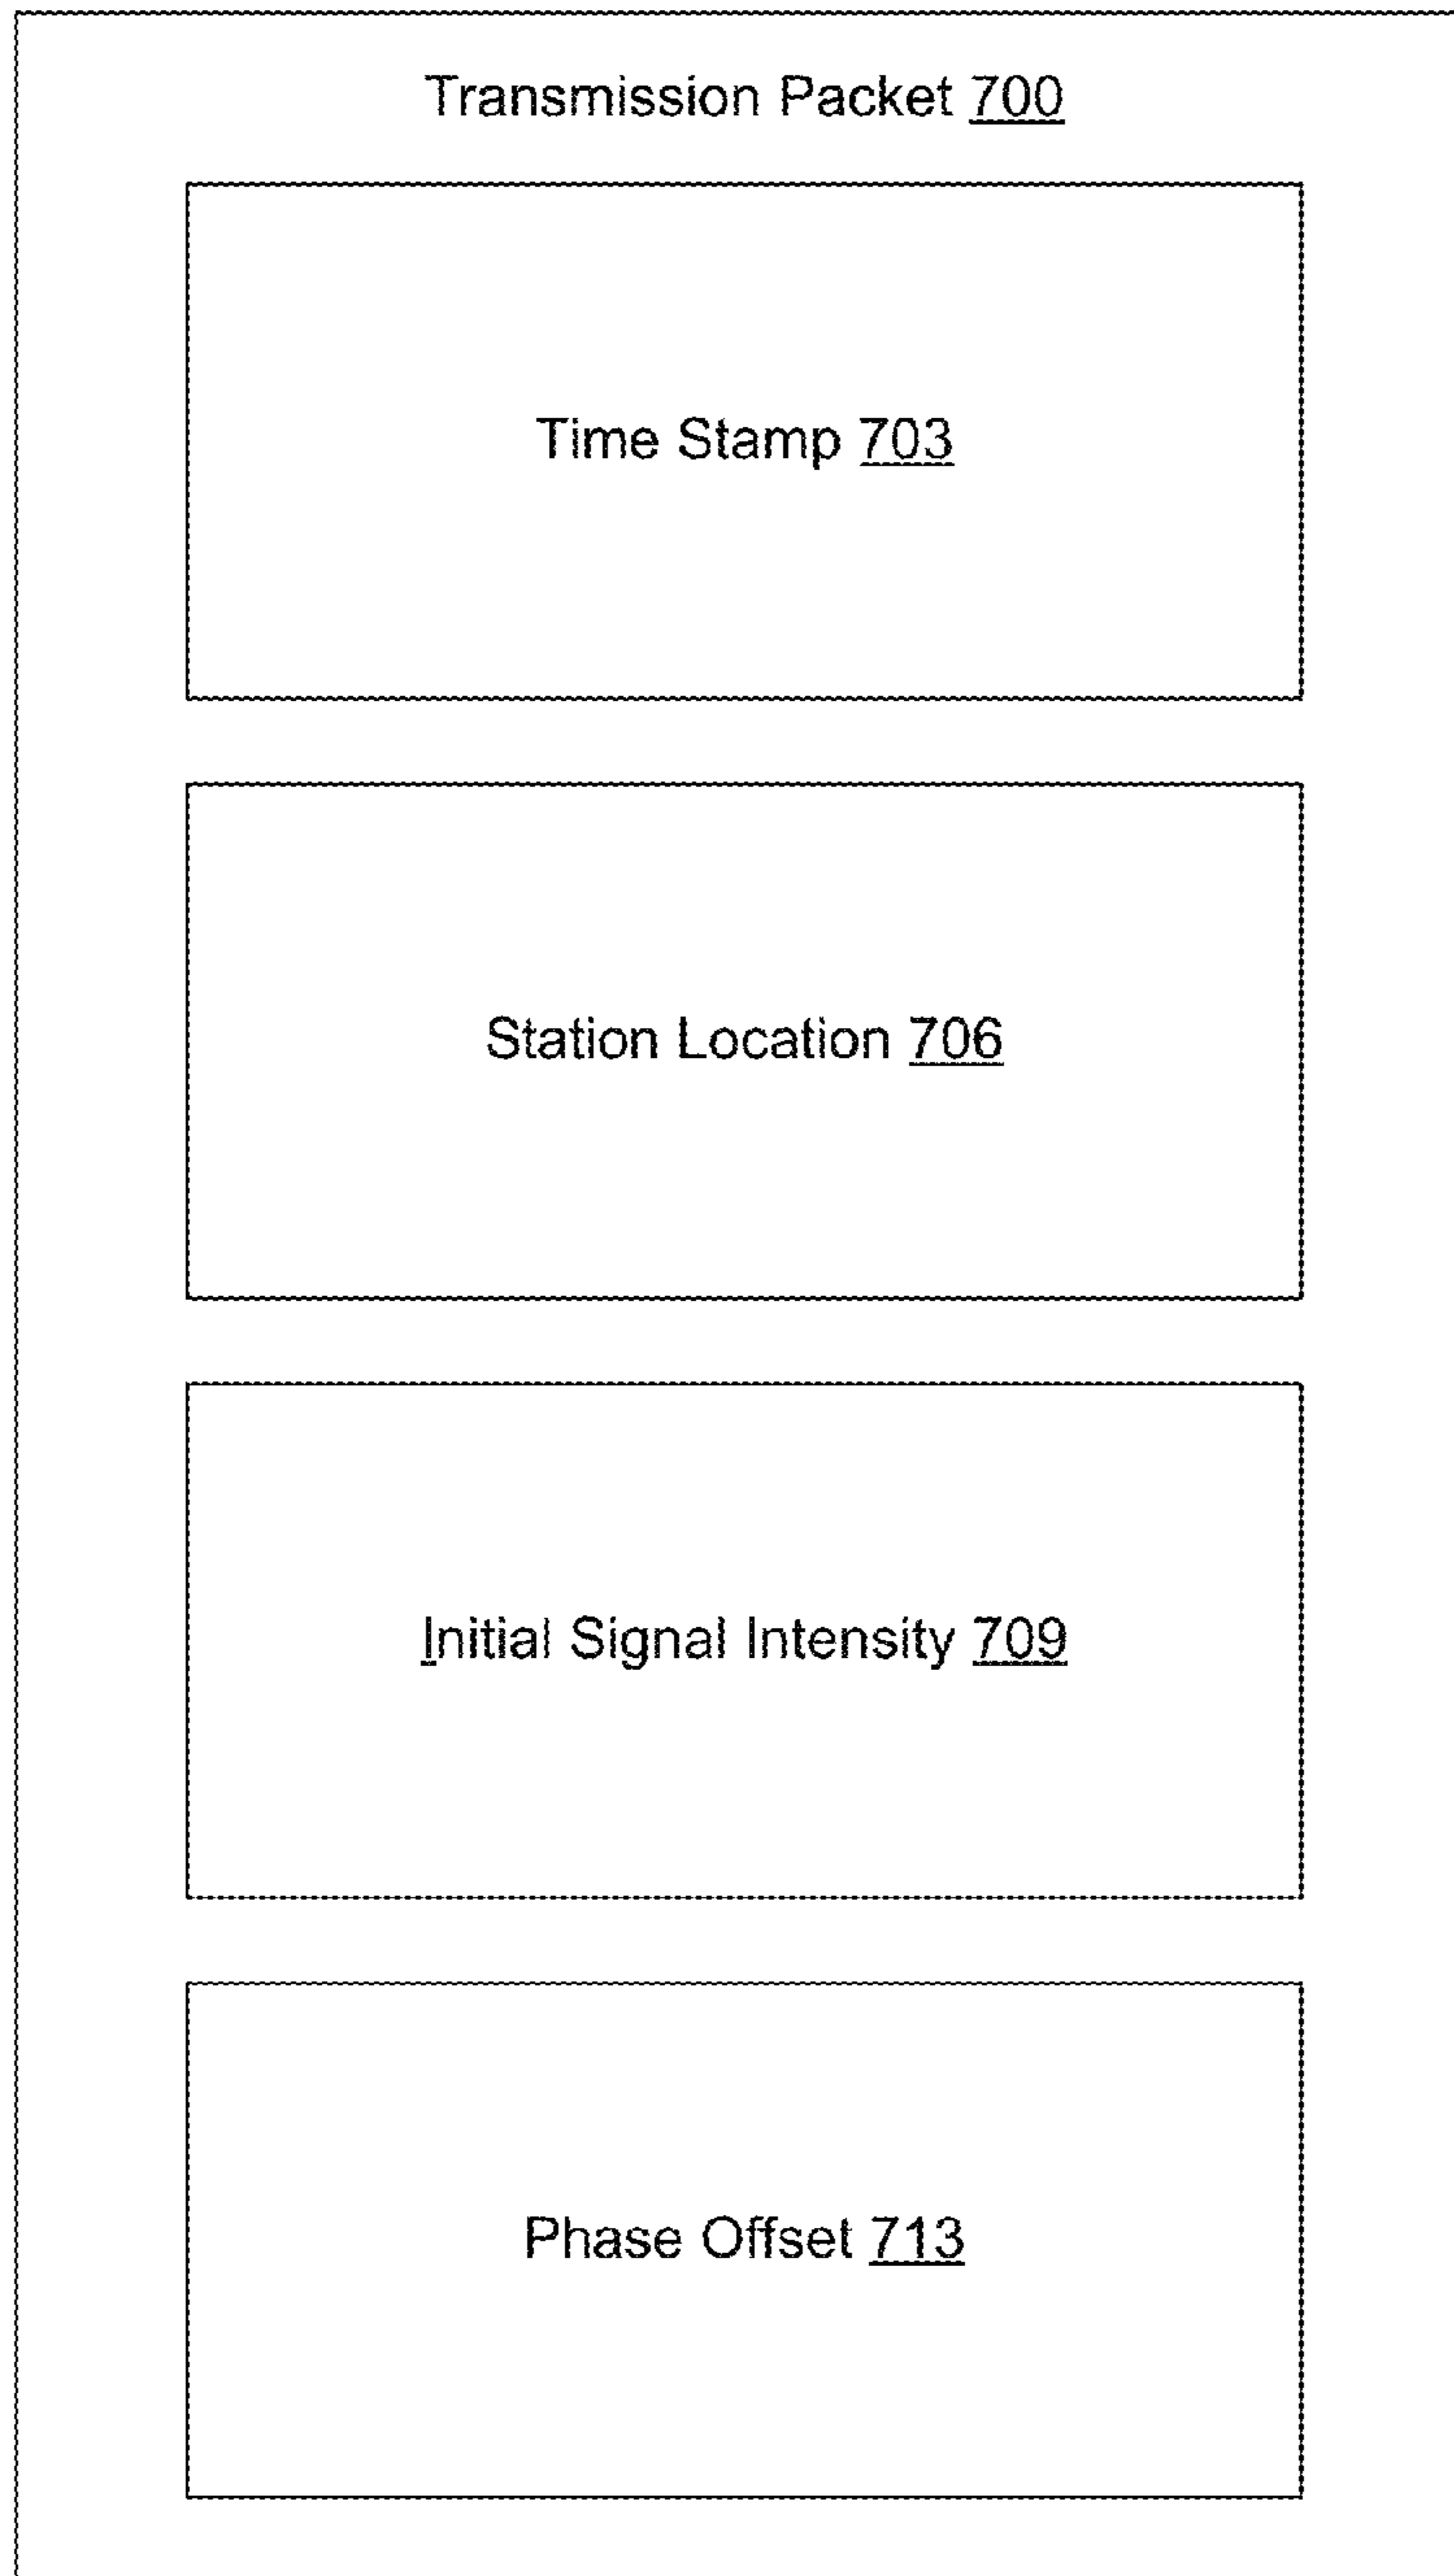 Transmission Packet 700
Time Stamp 703
Station Location 706
Initial Signal Intensity 709
Phase Offset 713